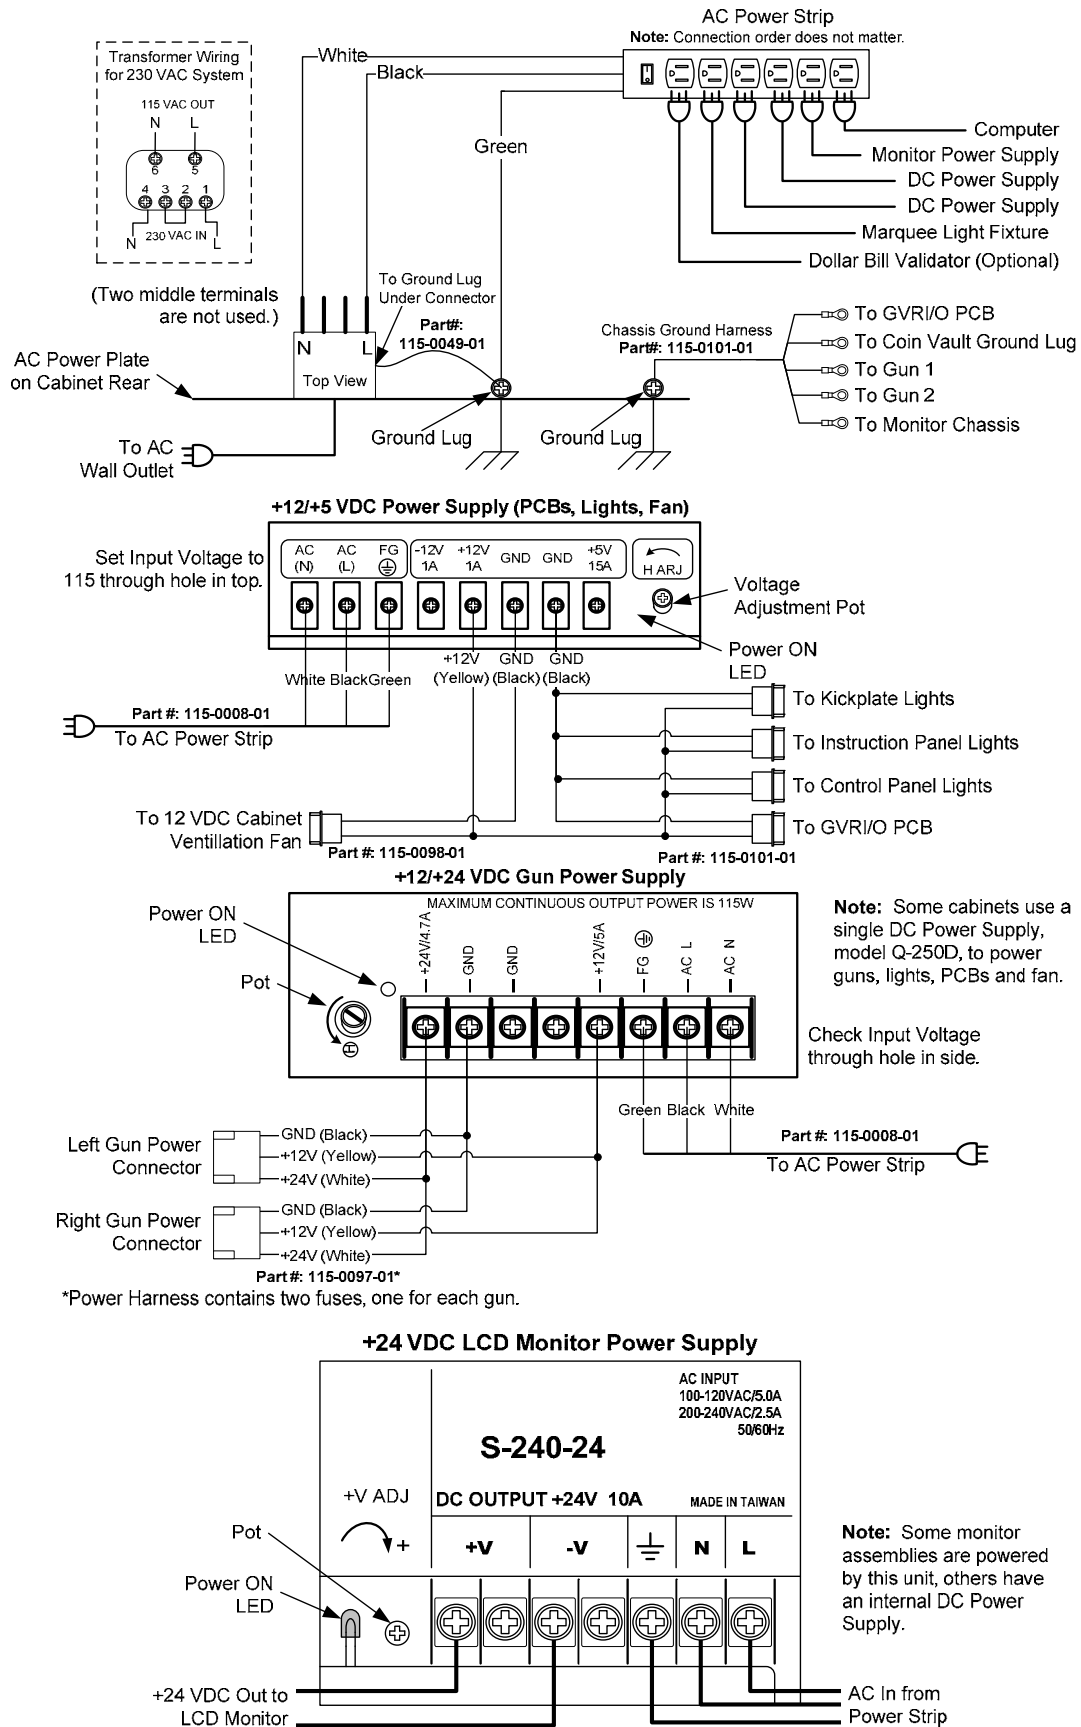 AC Power Strip
Note: Connection order does not matter.
Transformer Wiring
for 230 VAC System
115 VAC OUT
N L
6 5
4 3 2 1
230 VAC IN
N L
White
Black
Green
Computer
Monitor Power Supply
DC Power Supply
DC Power Supply
Marquee Light Fixture
Dollar Bill Validator (Optional)
(Two middle terminals
are not used.)
To Ground Lug
Under Connector
Part#:
115-0049-01
N L
Top View
AC Power Plate
on Cabinet Rear
To AC
Wall Outlet
Ground Lug
Ground Lug
Chassis Ground Harness
Part#: 115-0101-01
To GVRI/O PCB
To Coin Vault Ground Lug
To Gun 1
To Gun 2
To Monitor Chassis
+12/+5 VDC Power Supply (PCBs, Lights, Fan)
Set Input Voltage to
115 through hole in top.
AC AC FG -12V +12V GND GND +5V
(N) (L) 1A 1A 15A
H ARJ
Voltage
Adjustment Pot
Power ON
LED
White Black Green
+12V GND GND
(Yellow) (Black) (Black)
Part #: 115-0008-01
To AC Power Strip
To Kickplate Lights
To Instruction Panel Lights
To Control Panel Lights
To GVRI/O PCB
To 12 VDC Cabinet
Ventillation Fan
Part #: 115-0098-01
Part #: 115-0101-01
+12/+24 VDC Gun Power Supply
MAXIMUM CONTINUOUS OUTPUT POWER IS 115W
Power ON
LED
Pot
H
+24V/4.7A
GND
GND
+12V/5A
FG
AC L
AC N
Note: Some cabinets use a
single DC Power Supply,
model Q-250D, to power
guns, lights, PCBs and fan.
Check Input Voltage
through hole in side.
Green Black White
Part #: 115-0008-01
To AC Power Strip
Left Gun Power
Connector
GND (Black)
+12V (Yellow)
+24V (White)
Right Gun Power
Connector
GND (Black)
+12V (Yellow)
+24V (White)
Part #: 115-0097-01*
*Power Harness contains two fuses, one for each gun.
+24 VDC LCD Monitor Power Supply
AC INPUT
100-120VAC/5.0A
200-240VAC/2.5A
50/60Hz
S-240-24
+V ADJ
+
DC OUTPUT +24V 10A
MADE IN TAIWAN
+V -V N L
Pot
Power ON
LED
Note: Some monitor
assemblies are powered
by this unit, others have
an internal DC Power
Supply.
+24 VDC Out to
LCD Monitor
AC In from
Power Strip